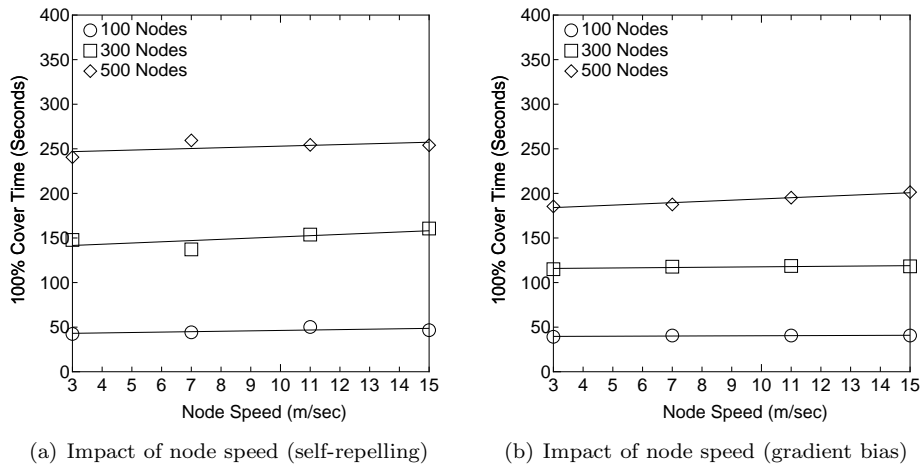 400
350
300
250
200
150
100
50
0
100% Cover Time (Seconds)
100 Nodes
300 Nodes
500 Nodes
3 4 5 6 7 8 9 10 11 12 13 14 15
Node Speed (m/sec)
(a) Impact of node speed (self-repelling)
400
350
300
250
200
150
100
50
0
100% Cover Time (Seconds)
100 Nodes
300 Nodes
500 Nodes
3 4 5 6 7 8 9 10 11 12 13 14 15
Node Speed (m/sec)
(b) Impact of node speed (gradient bias)